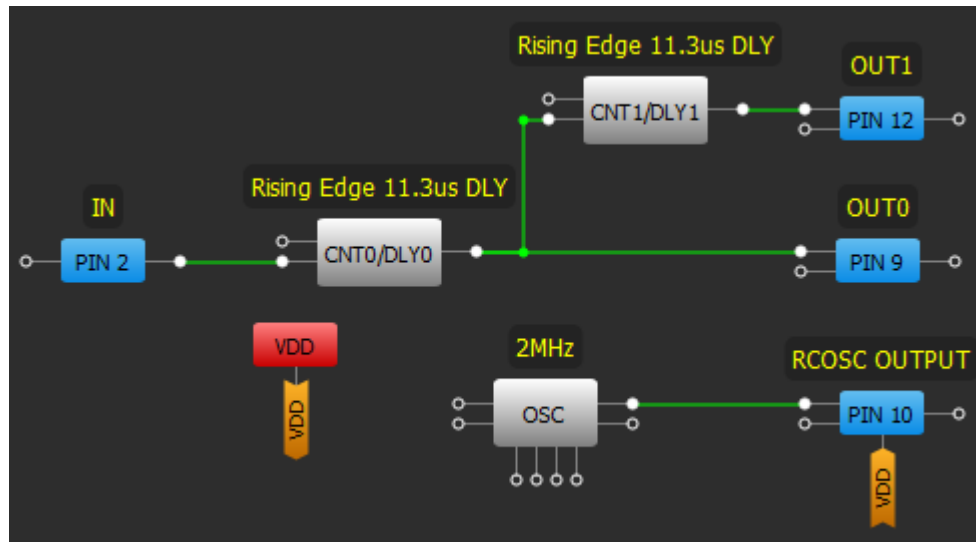 Rising Edge 11.3us DLY
OUT1
CNT1/DLY1
PIN 12
Rising Edge 11.3us DLY
IN
OUT0
PIN 2
CNT0/DLY0
PIN 9
VDD
2MHz
RCOSC OUTPUT
VDD
OSC
PIN 10
VDD